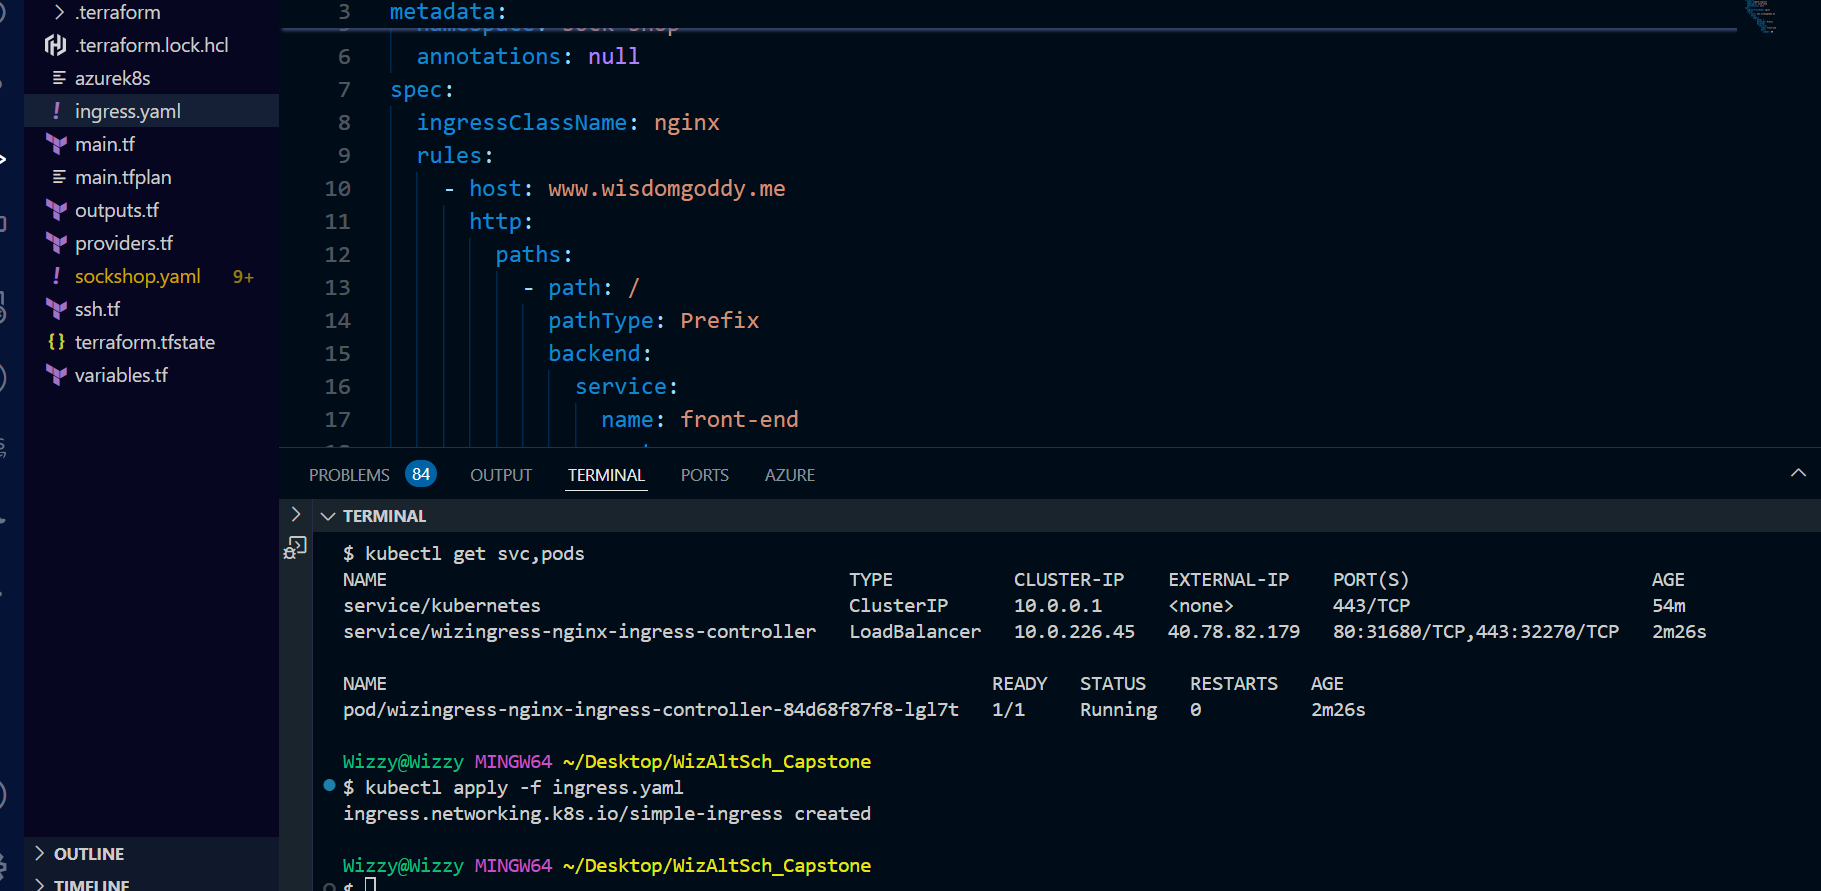 .terraform
.terraform.lock.hcl
azurek8s
ingress.yaml
main.tf
main.tfplan
outputs.tf
providers.tf
sockshop.yaml 9+
ssh.tf
terraform.tfstate
variables.tf
OUTLINE
TIMELINE
3 metadata:
namespace: sock-shop
6 annotations: null
7 spec:
8 ingressClassName: nginx
9 rules:
10 - host: www.wisdomgoddy.me
11 http:
12 paths:
13 - path: /
14 pathType: Prefix
15 backend:
16 service:
17 name: front-end
PROBLEMS 84 OUTPUT TERMINAL PORTS AZURE
TERMINAL
$ kubectl get svc,pods
NAME TYPE CLUSTER-IP EXTERNAL-IP PORT(S) AGE
service/kubernetes ClusterIP 10.0.0.1 <none> 443/TCP 54m
service/wizingress-nginx-ingress-controller LoadBalancer 10.0.226.45 40.78.82.179 80:31680/TCP,443:32270/TCP 2m26s
NAME READY STATUS RESTARTS AGE
pod/wizingress-nginx-ingress-controller-84d68f87f8-lgl7t 1/1 Running 0 2m26s
Wizzy@Wizzy MINGW64 ~/Desktop/WizAltSch_Capstone
$ kubectl apply -f ingress.yaml
ingress.networking.k8s.io/simple-ingress created
Wizzy@Wizzy MINGW64 ~/Desktop/WizAltSch_Capstone
$